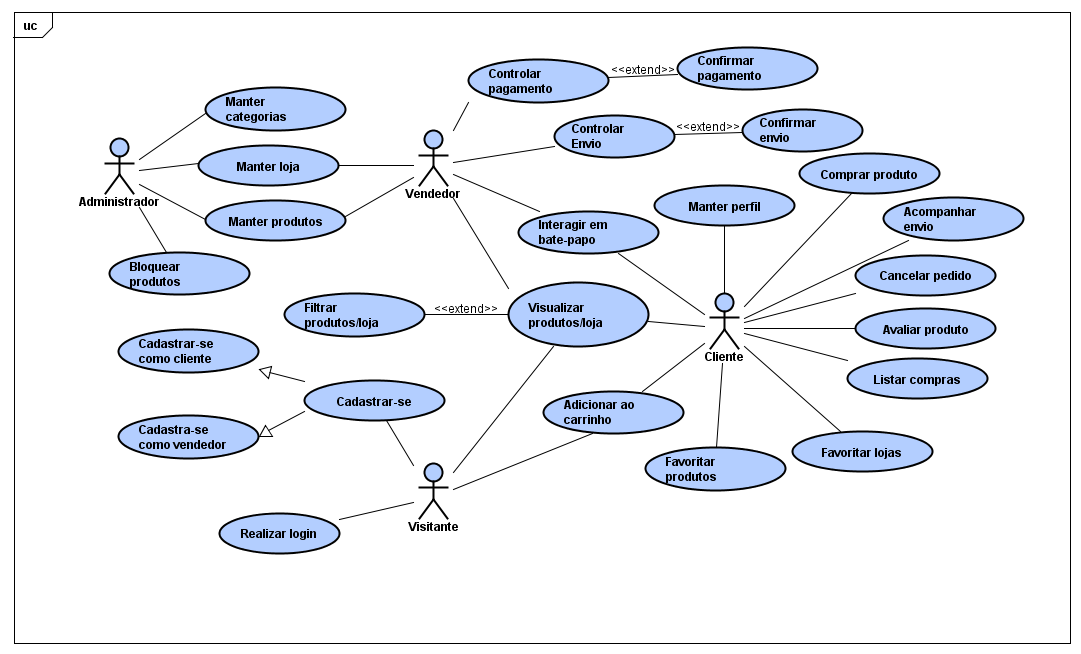 uc
Controlar
pagamento
<<extend>>
Confirmar
pagamento
Manter
categorias
Controlar
Envio
<<extend>>
Confirmar
envio
Manter loja
Administrador
Vendedor
Comprar produto
Manter perfil
Manter produtos
Interagir em
bate-papo
Acompanhar
envio
Bloquear
produtos
Cancelar pedido
Filtrar
produtos/loja
<<extend>>
Visualizar
produtos/loja
Avaliar produto
Cadastrar-se
como cliente
Cliente
Listar compras
Cadastrar-se
Adicionar ao
carrinho
Cadastra-se
como vendedor
Favoritar lojas
Favoritar
produtos
Visitante
Realizar login